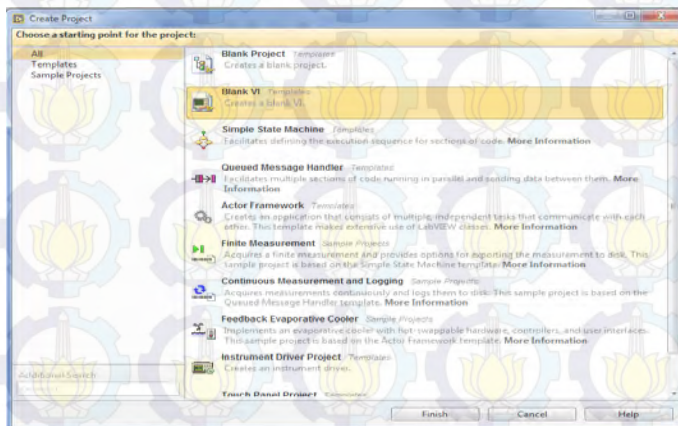 Create Project
Choose a starting point for the project:
All
Templates
Sample Projects
Blank Project Templates
Creates a blank project.
Blank VI Templates
Creates a blank VI.
Simple State Machine Templates
Facilitates defining the execution sequence for sections of code. More Information
Queued Message Handler Templates
Facilitates multiple sections of code running in parallel and sending data between them. More
Information
Actor Framework Templates
Creates an application that consists of multiple, independent tasks that communicate with each
other. This template makes extensive use of LabVIEW classes. More Information
Finite Measurement Sample Projects
Acquires a finite measurement and provides options for exporting the measurement to disk. This
sample project is based on the Simple State Machine template. More Information
Continuous Measurement and Logging Sample Projects
Acquires measurements continuously and logs them to disk. This sample project is based on the
Queued Message Handler template. More Information
Feedback Evaporative Cooler Sample Projects
Implements an evaporative cooler with hot-swappable hardware, controllers, and user interfaces.
This sample project is based on the Actor Framework template. More Information
Instrument Driver Project Templates
Creates an instrument driver.
Touch Panel Project Templates
Additional Search
Finish Cancel Help